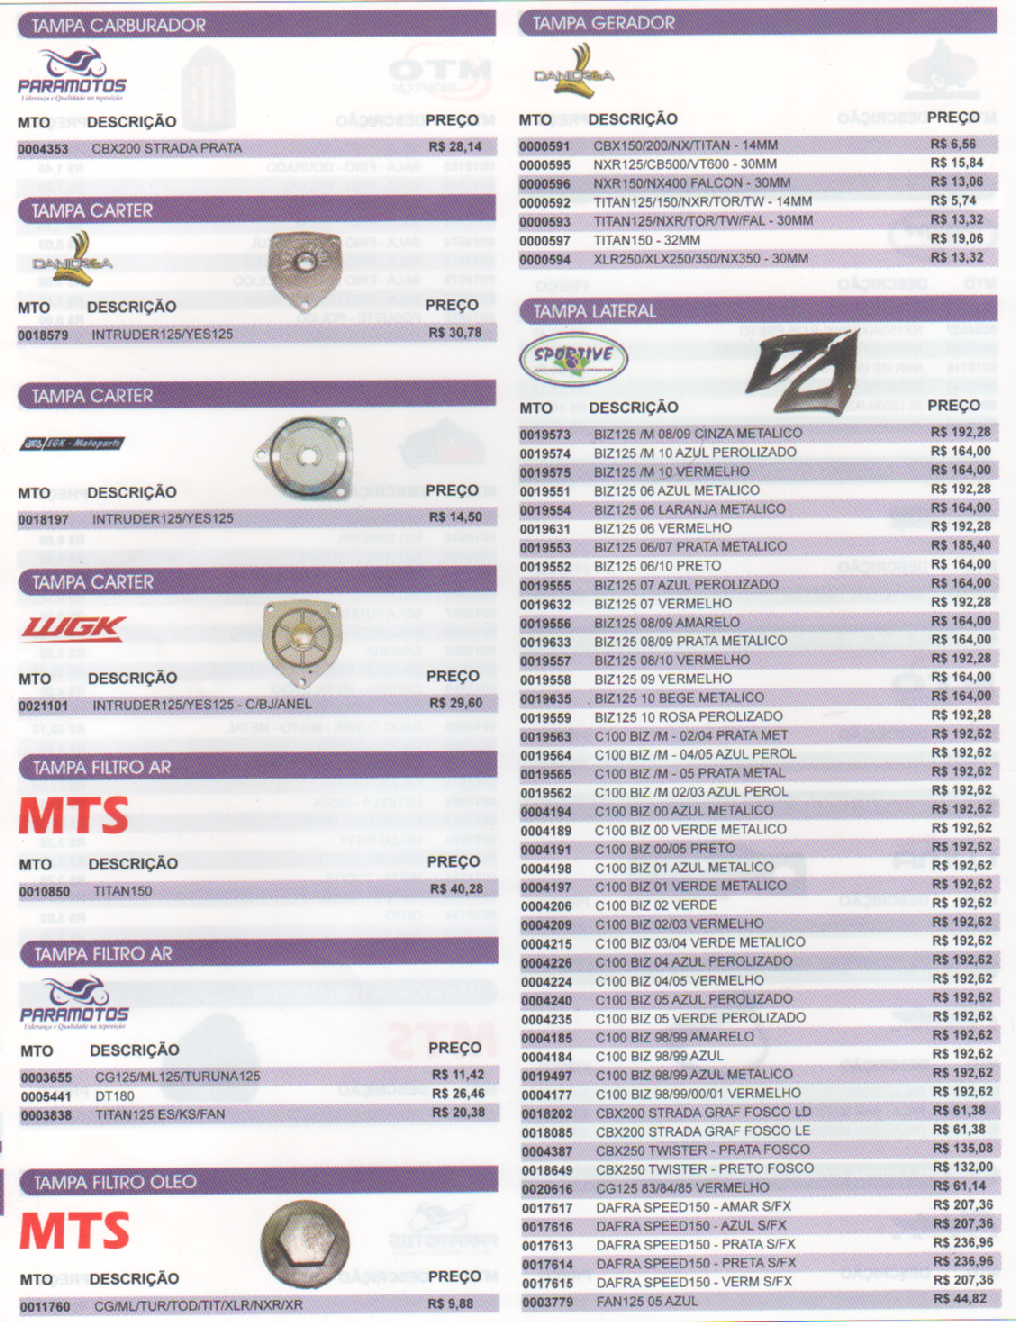 TAMPA CARBURADOR
PARAMOTOS
Liderança e Qualidade na reposição
MTO DESCRIÇÃO PREÇO
0004353 CBX200 STRADA PRATA R$ 28,14
TAMPA CARTER
DANIDREA
MTO DESCRIÇÃO PREÇO
0018579 INTRUDER125/YES125 R$ 30,78
TAMPA CARTER
EGK - Motoparts
MTO DESCRIÇÃO PREÇO
0018197 INTRUDER125/YES125 R$ 14,50
TAMPA CARTER
WGK
MTO DESCRIÇÃO PREÇO
0021101 INTRUDER125/YES125 - C/BJ/ANEL R$ 29,60
TAMPA FILTRO AR
MTS
MTO DESCRIÇÃO PREÇO
0010850 TITAN150 R$ 40,28
TAMPA FILTRO AR
PARAMOTOS
Liderança e Qualidade na reposição
MTO DESCRIÇÃO PREÇO
0003655 CG125/ML125/TURUNA125 R$ 11,42
0005441 DT180 R$ 26,46
0003838 TITAN125 ES/KS/FAN R$ 20,38
TAMPA FILTRO OLEO
MTS
MTO DESCRIÇÃO PREÇO
0011760 CG/ML/TUR/TOD/TIT/XLR/NXR/XR R$ 9,88
TAMPA GERADOR
DANIDREA
MTO DESCRIÇÃO PREÇO
0000591 CBX150/200/NX/TITAN - 14MM R$ 6,56
0000595 NXR125/CB500/VT600 - 30MM R$ 15,84
0000596 NXR150/NX400 FALCON - 30MM R$ 13,06
0000592 TITAN125/150/NXR/TOR/TW - 14MM R$ 5,74
0000593 TITAN125/NXR/TOR/TW/FAL - 30MM R$ 13,32
0000597 TITAN150 - 32MM R$ 19,06
0000594 XLR250/XLX250/350/NX350 - 30MM R$ 13,32
TAMPA LATERAL
SPORTIVE
MTO DESCRIÇÃO PREÇO
0019573 BIZ125 /M 08/09 CINZA METALICO R$ 192,28
0019574 BIZ125 /M 10 AZUL PEROLIZADO R$ 164,00
0019575 BIZ125 /M 10 VERMELHO R$ 164,00
0019551 BIZ125 06 AZUL METALICO R$ 192,28
0019554 BIZ125 06 LARANJA METALICO R$ 164,00
0019631 BIZ125 06 VERMELHO R$ 192,28
0019553 BIZ125 06/07 PRATA METALICO R$ 185,40
0019552 BIZ125 06/10 PRETO R$ 164,00
0019555 BIZ125 07 AZUL PEROLIZADO R$ 164,00
0019632 BIZ125 07 VERMELHO R$ 192,28
0019556 BIZ125 08/09 AMARELO R$ 164,00
0019633 BIZ125 08/09 PRATA METALICO R$ 164,00
0019557 BIZ125 08/10 VERMELHO R$ 192,28
0019558 BIZ125 09 VERMELHO R$ 164,00
0019635 BIZ125 10 BEGE METALICO R$ 164,00
0019559 BIZ125 10 ROSA PEROLIZADO R$ 192,28
0019563 C100 BIZ /M - 02/04 PRATA MET R$ 192,62
0019564 C100 BIZ /M - 04/05 AZUL PEROL R$ 192,62
0019565 C100 BIZ /M - 05 PRATA METAL R$ 192,62
0019562 C100 BIZ /M 02/03 AZUL PEROL R$ 192,62
0004194 C100 BIZ 00 AZUL METALICO R$ 192,62
0004189 C100 BIZ 00 VERDE METALICO R$ 192,62
0004191 C100 BIZ 00/05 PRETO R$ 192,62
0004198 C100 BIZ 01 AZUL METALICO R$ 192,62
0004197 C100 BIZ 01 VERDE METALICO R$ 192,62
0004206 C100 BIZ 02 VERDE R$ 192,62
0004209 C100 BIZ 02/03 VERMELHO R$ 192,62
0004215 C100 BIZ 03/04 VERDE METALICO R$ 192,62
0004226 C100 BIZ 04 AZUL PEROLIZADO R$ 192,62
0004224 C100 BIZ 04/05 VERMELHO R$ 192,62
0004240 C100 BIZ 05 AZUL PEROLIZADO R$ 192,62
0004235 C100 BIZ 05 VERDE PEROLIZADO R$ 192,62
0004185 C100 BIZ 98/99 AMARELO R$ 192,62
0004184 C100 BIZ 98/99 AZUL R$ 192,62
0019497 C100 BIZ 98/99 AZUL METALICO R$ 192,62
0004177 C100 BIZ 98/99/00/01 VERMELHO R$ 192,62
0018202 CBX200 STRADA GRAF FOSCO LD R$ 61,38
0018085 CBX200 STRADA GRAF FOSCO LE R$ 61,38
0004387 CBX250 TWISTER - PRATA FOSCO R$ 135,08
0018649 CBX250 TWISTER - PRETO FOSCO R$ 132,00
0020616 CG125 83/84/85 VERMELHO R$ 61,14
0017617 DAFRA SPEED150 - AMAR S/FX R$ 207,36
0017616 DAFRA SPEED150 - AZUL S/FX R$ 207,36
0017613 DAFRA SPEED150 - PRATA S/FX R$ 236,96
0017614 DAFRA SPEED150 - PRETA S/FX R$ 236,96
0017615 DAFRA SPEED150 - VERM S/FX R$ 207,36
0003779 FAN125 05 AZUL R$ 44,82